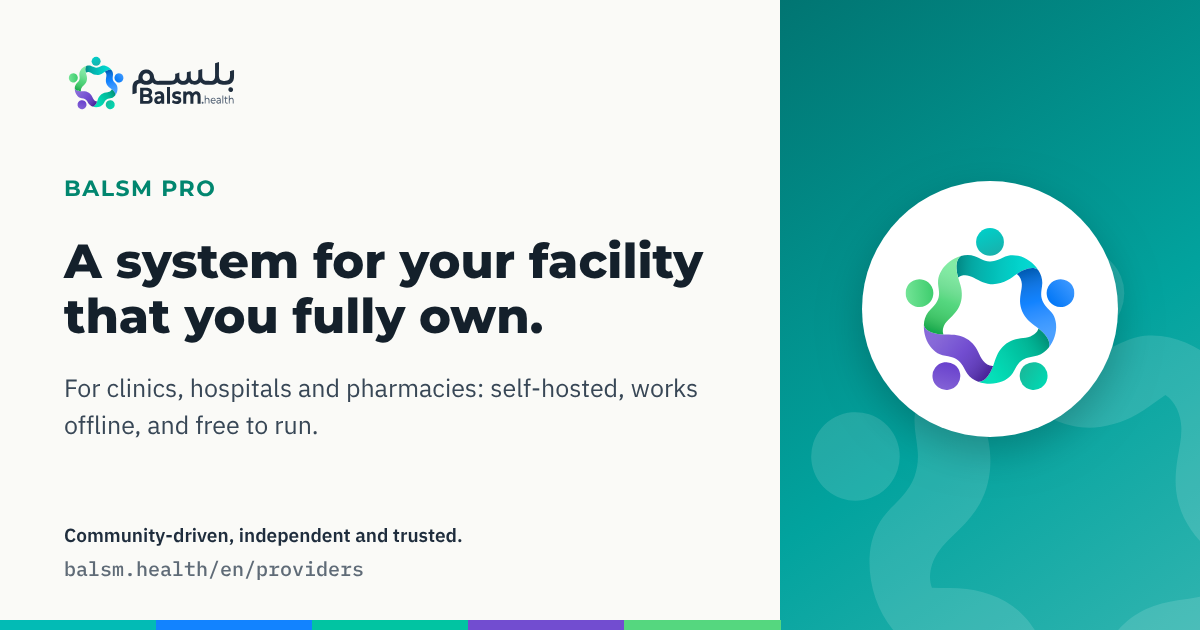 بلسم
Balsm.health
BALSM PRO
A system for your facility
that you fully own.
For clinics, hospitals and pharmacies: self-hosted, works
offline, and free to run.
Community-driven, independent and trusted.
balsm.health/en/providers